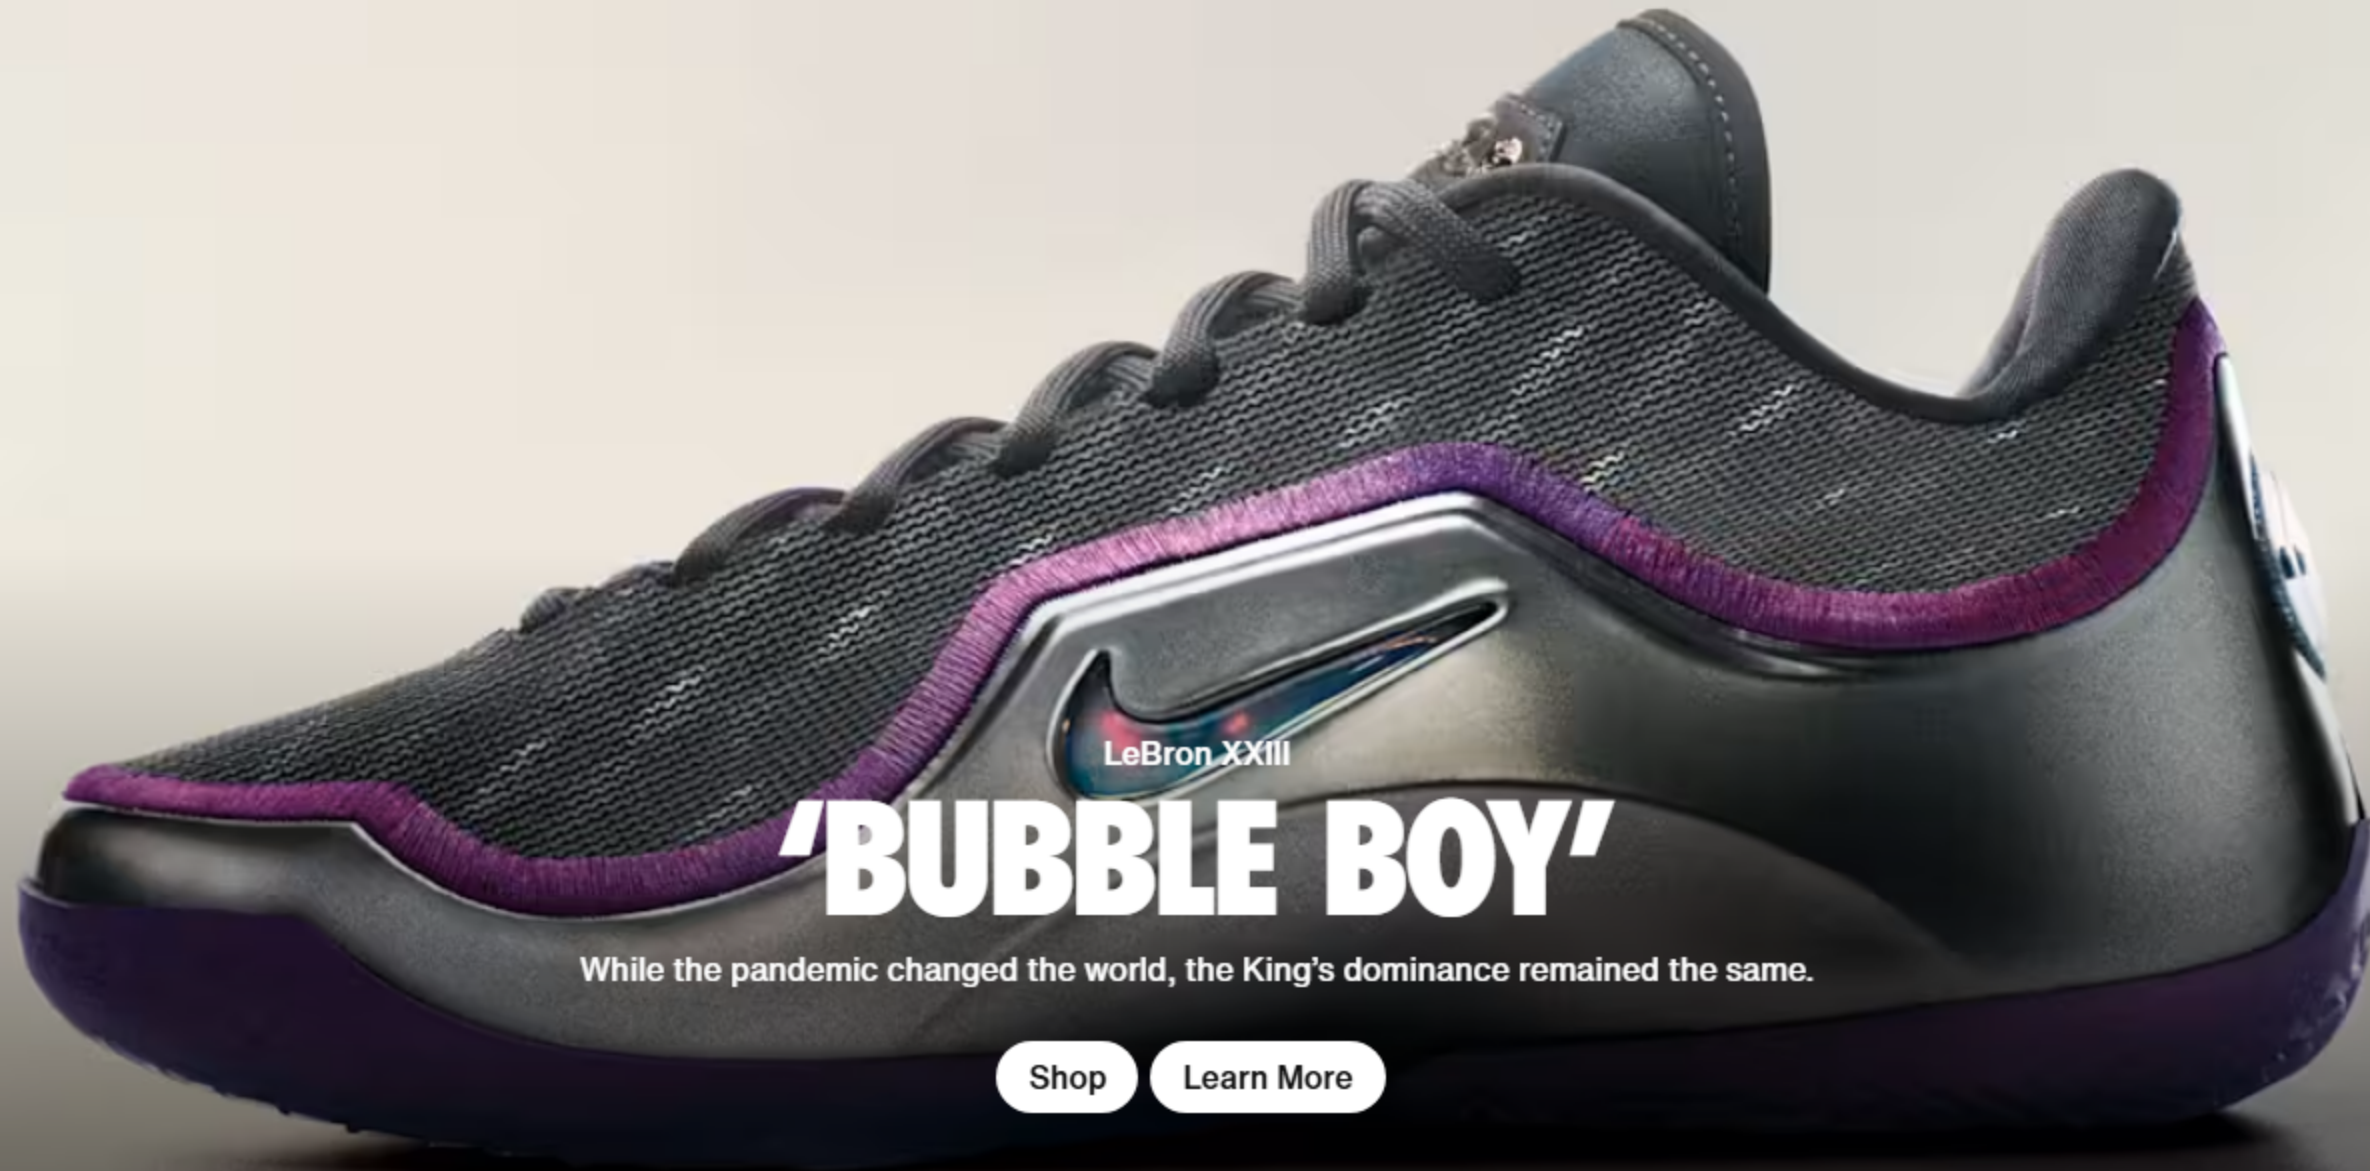 LeBron XXIII
‘BUBBLE BOY’
While the pandemic changed the world, the King’s dominance remained the same.
Shop
Learn More